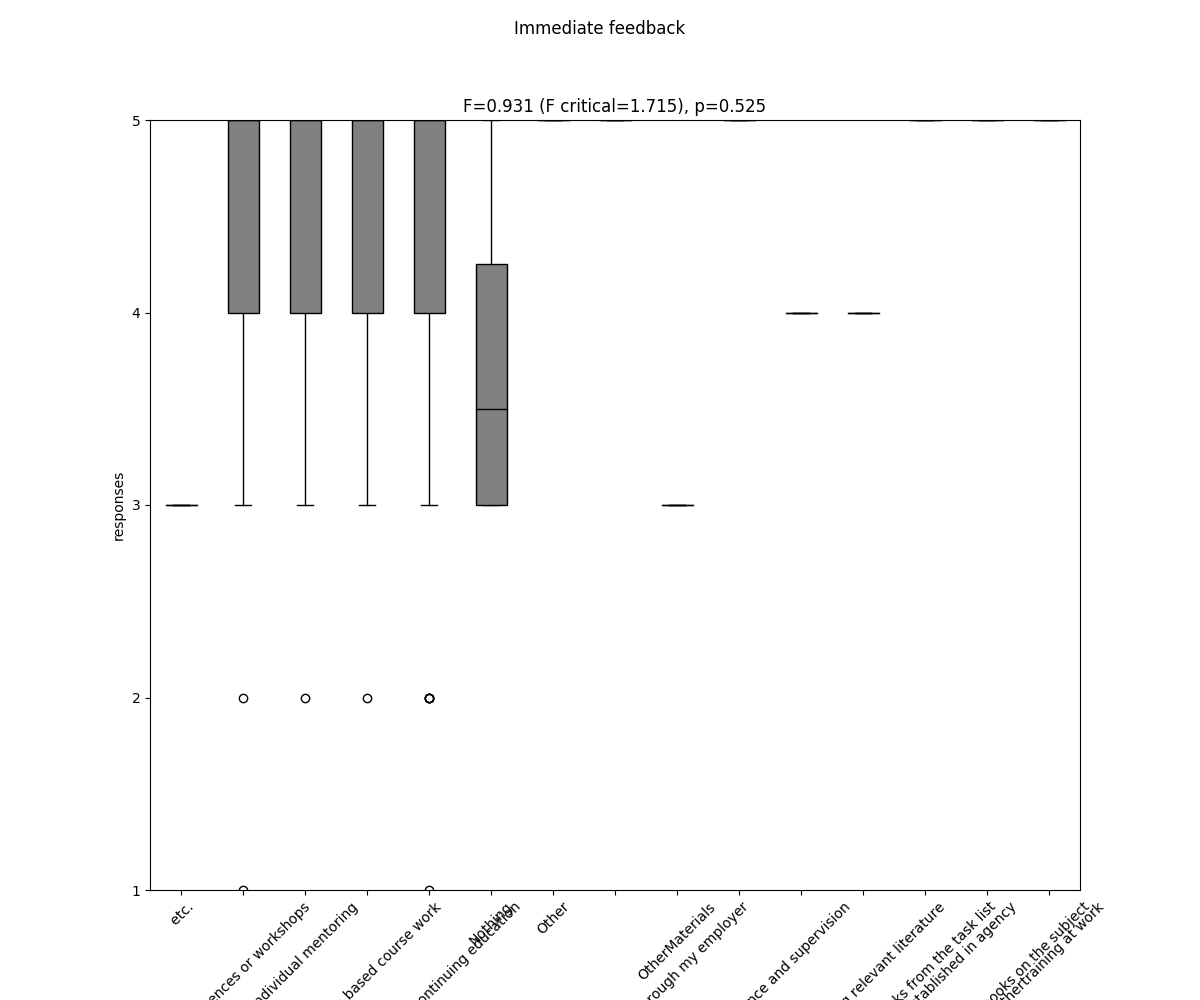 Immediate feedback
F=0.931 (F critical=1.715), p=0.525
5
4
3
2
1
responses
etc.
ences or workshops
ndividual mentoring
based course work
ontinuing education
Nothing
Other
OtherMaterials
rough my employer
nce and supervision
g relevant literature
ks from the task list
tablished in agency
ooks on the subject
hertraining at work